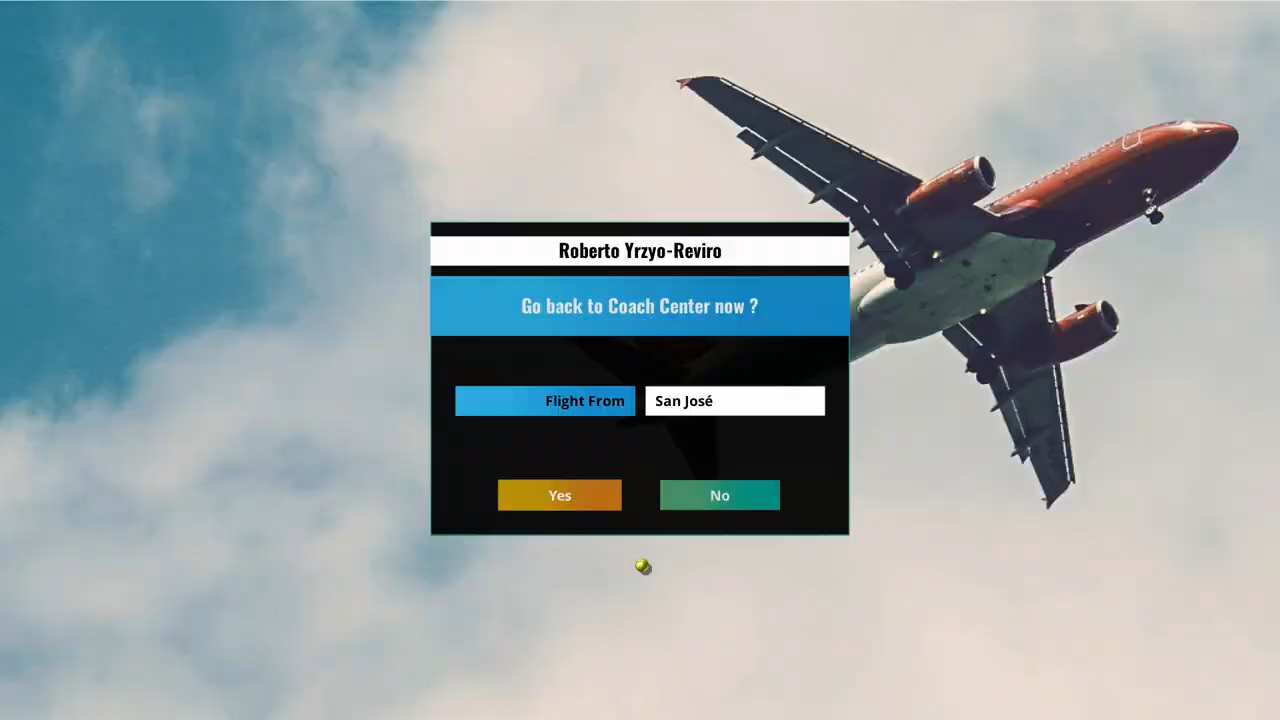 Roberto Yrzyo-Reviro
Go back to Coach Center now ?
Flight From San José
Yes No